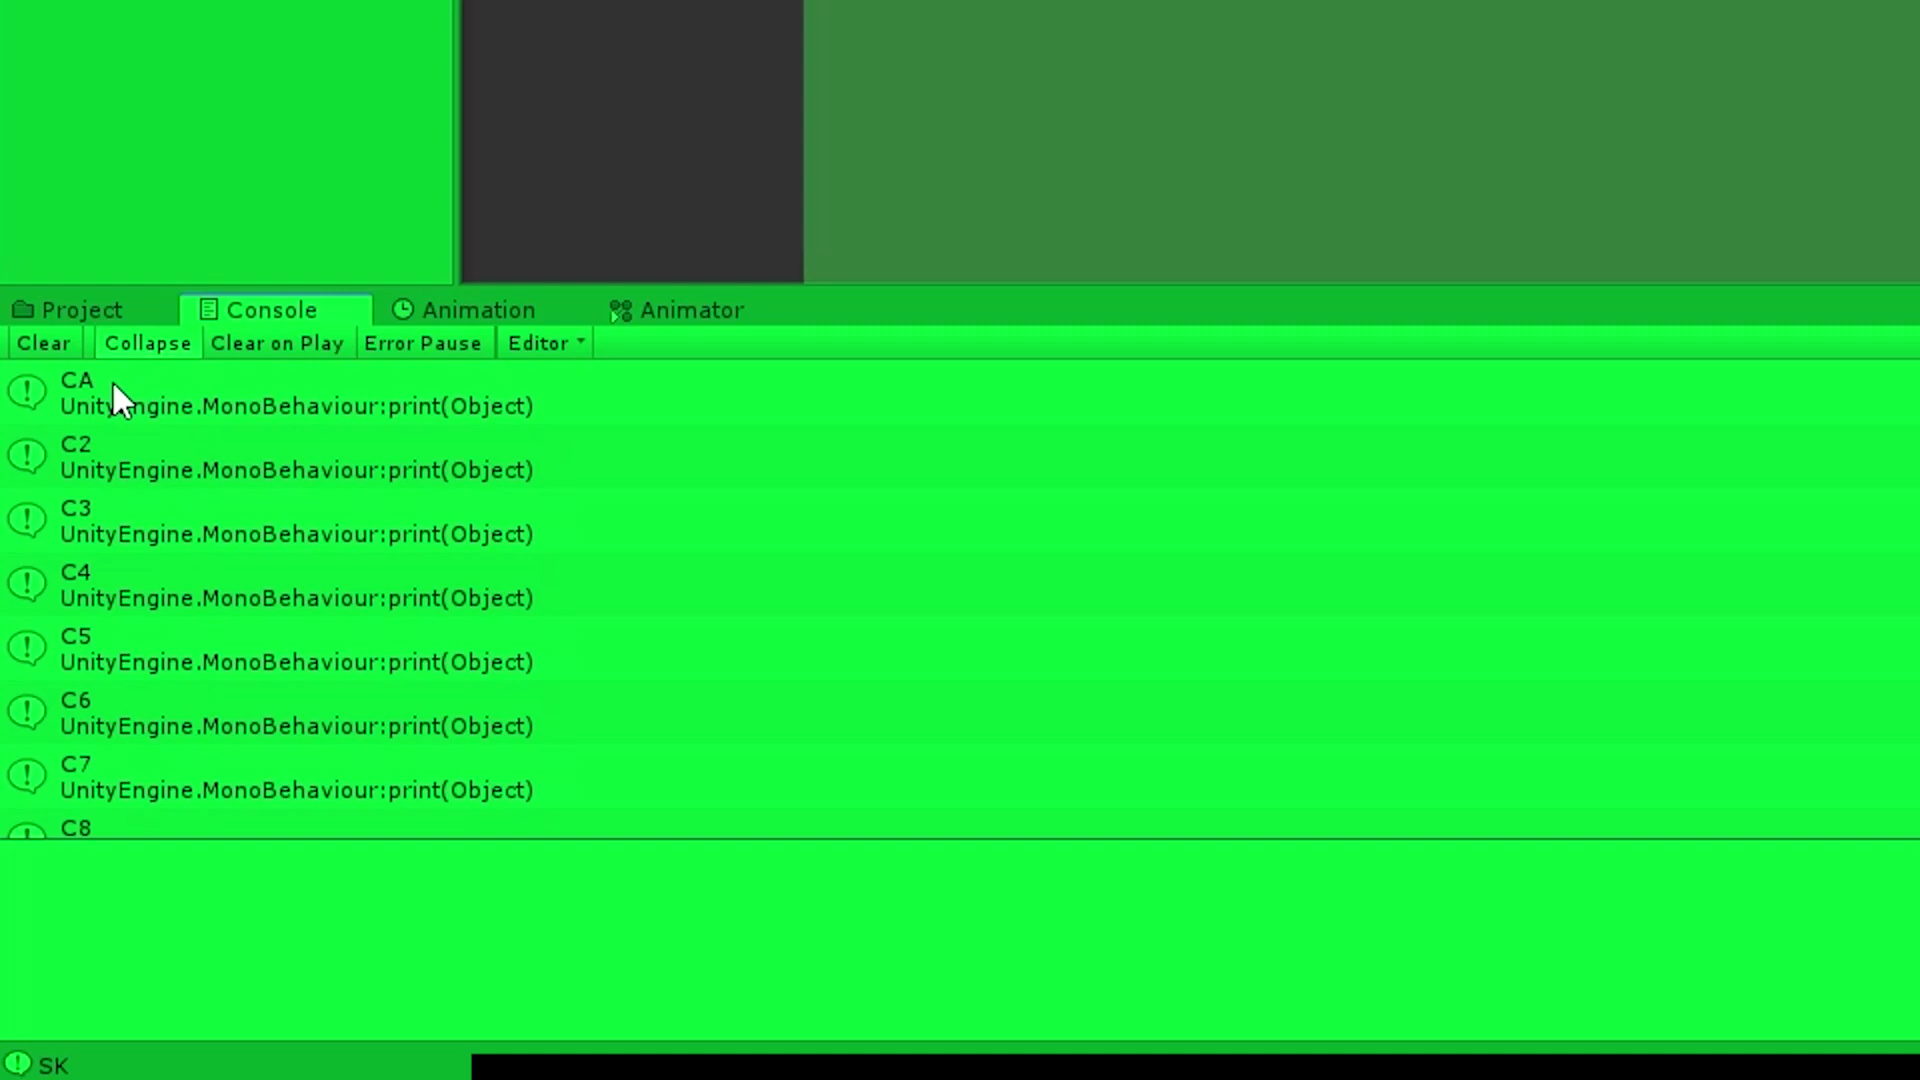 Project Console Animation Animator
Clear Collapse Clear on Play Error Pause Editor
CA
UnityEngine.MonoBehaviour:print(Object)
C2
UnityEngine.MonoBehaviour:print(Object)
C3
UnityEngine.MonoBehaviour:print(Object)
C4
UnityEngine.MonoBehaviour:print(Object)
C5
UnityEngine.MonoBehaviour:print(Object)
C6
UnityEngine.MonoBehaviour:print(Object)
C7
UnityEngine.MonoBehaviour:print(Object)
C8
SK